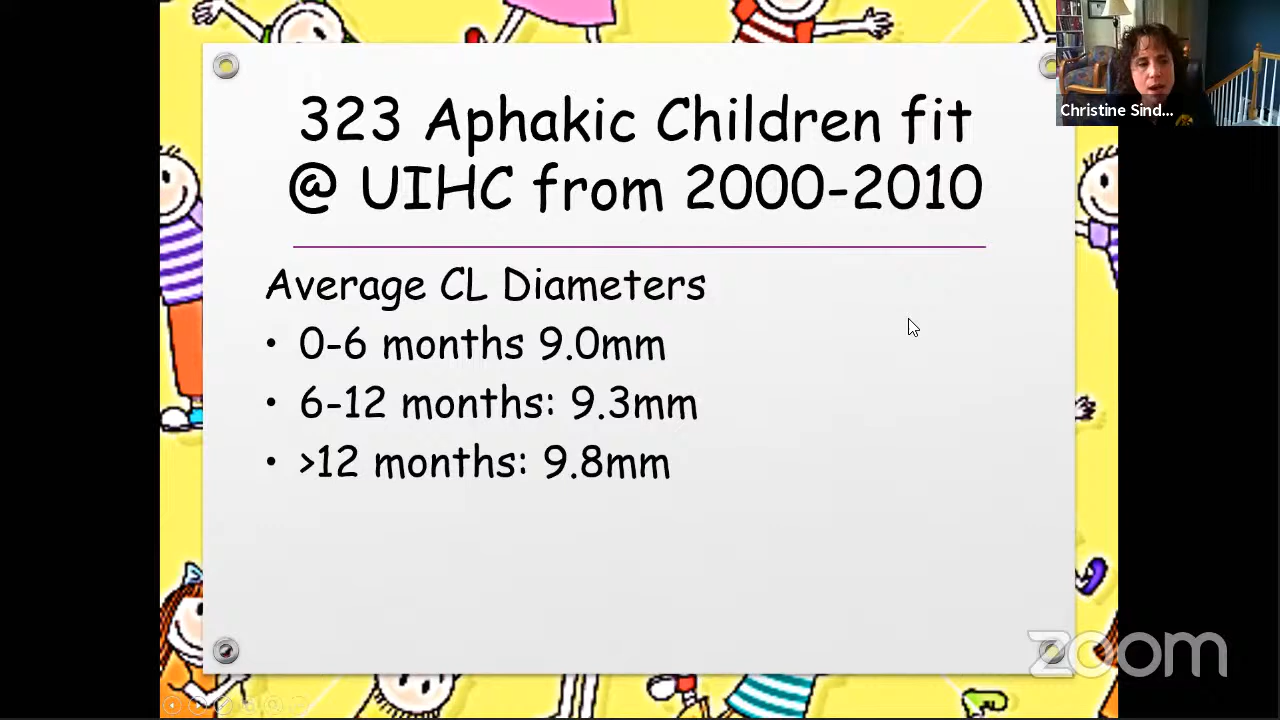 323 Aphakic Children fit
@ UIHC from 2000-2010
Average CL Diameters
• 0-6 months 9.0mm
• 6-12 months: 9.3mm
• >12 months: 9.8mm
Christine Sind...
zoom